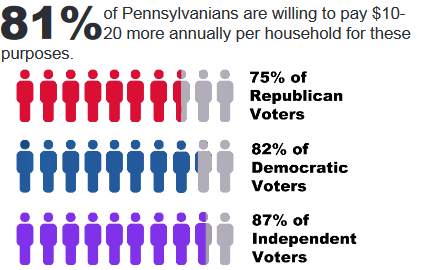 81% of Pennsylvanians are willing to pay $10-
20 more annually per household for these
purposes.
75% of
Republican
Voters
82% of
Democratic
Voters
87% of
Independent
Voters